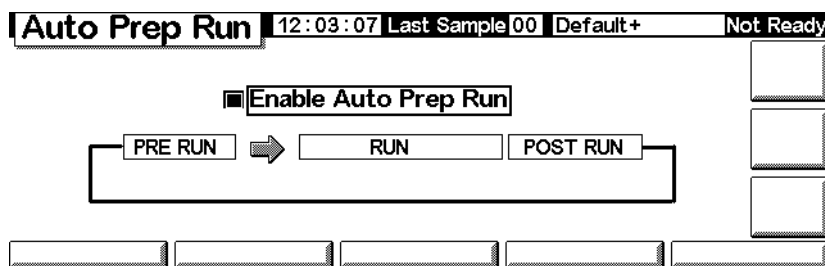 Auto Prep Run 12:03:07 Last Sample 00 Default+ Not Ready
Enable Auto Prep Run
PRE RUN RUN POST RUN